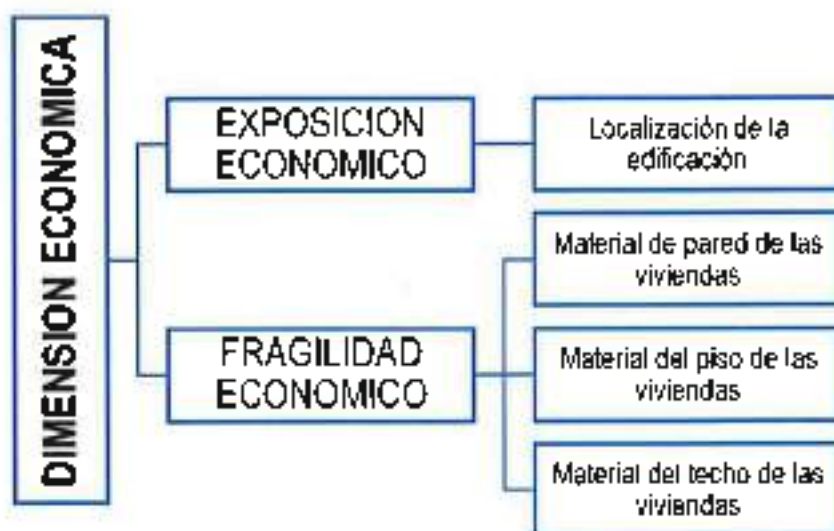 DIMENSION ECONOMICA
EXPOSICION
ECONOMICO
Localización de la
edificación
FRAGILIDAD
ECONOMICO
Material de pared de las
viviendas
Material del piso de las
viviendas
Material del techo de las
viviendas